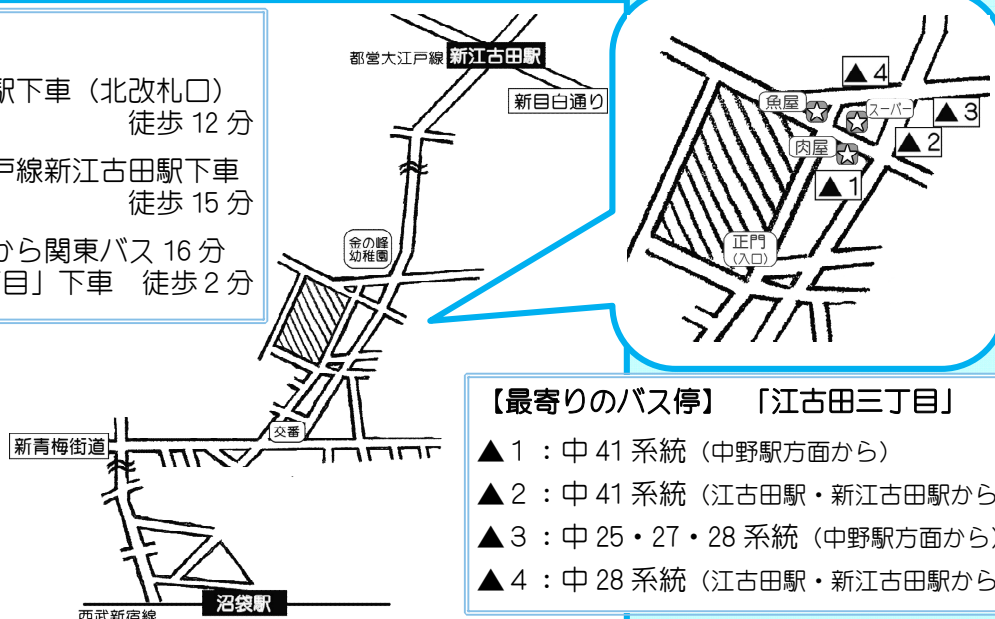 駅下車（北改札口）
徒歩 12 分
戸線新江古田駅下車
徒歩 15 分
から関東バス 16 分
目」下車　徒歩２分
都営大江戸線 新江古田駅
新目白通り
金の峰
幼稚園
交番
新青梅街道
沼袋駅
西武新宿線
▲４
魚屋
スーパー
▲３
▲２
肉屋
▲１
正門
（入口）
【最寄りのバス停】　「江古田三丁目」
▲１：中 41 系統（中野駅方面から）
▲２：中 41 系統（江古田駅・新江古田駅から
▲３：中 25・27・28 系統（中野駅方面から）
▲４：中 28 系統（江古田駅・新江古田駅から